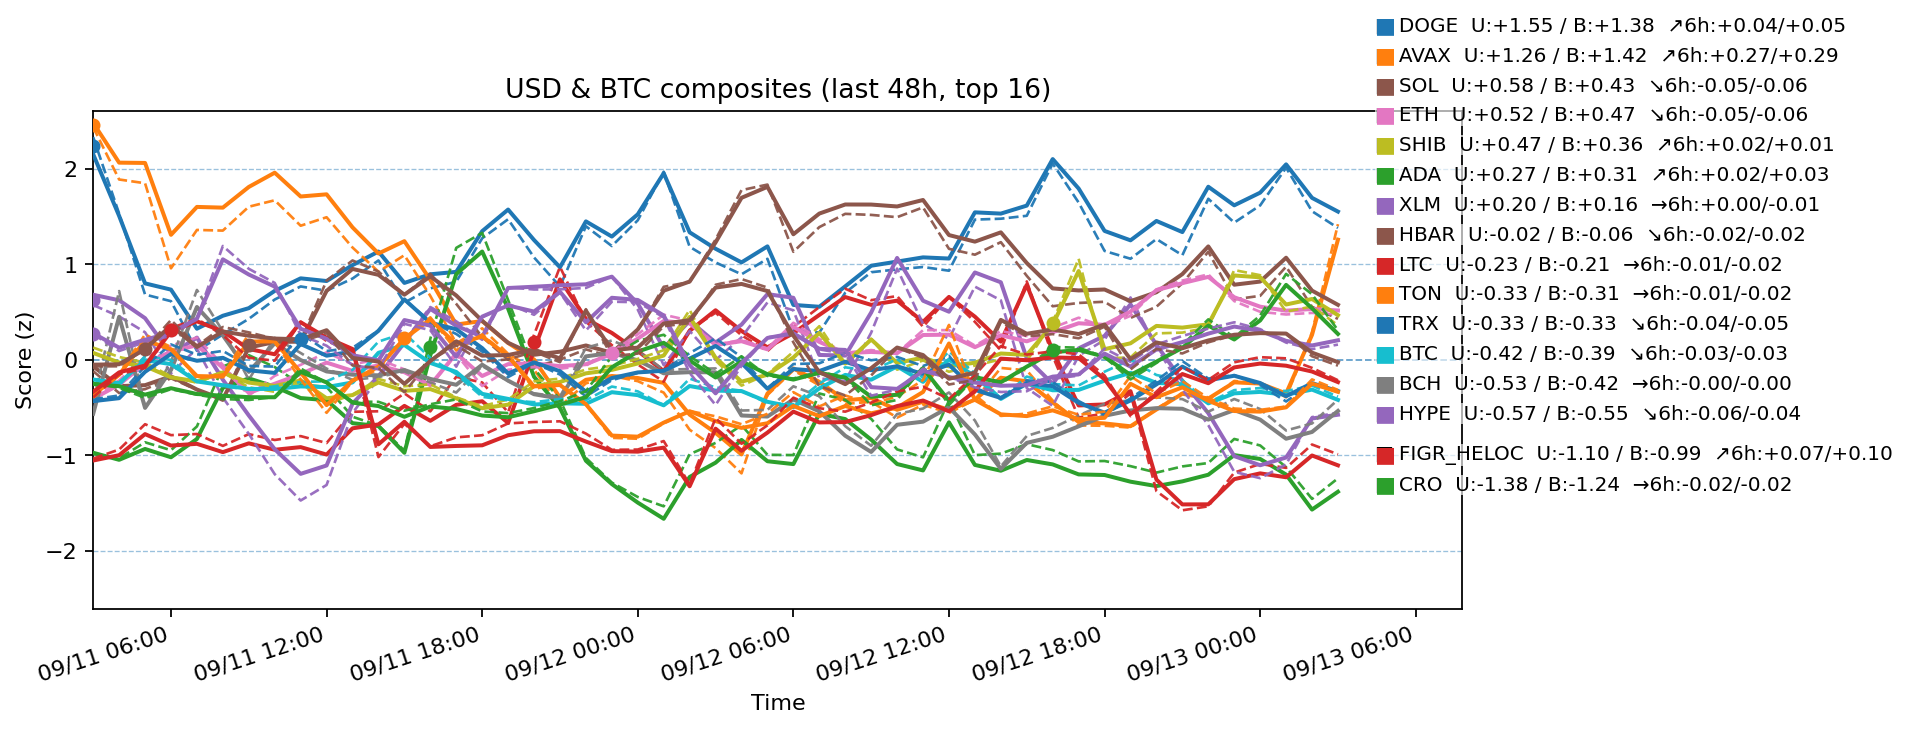 DOGE  U:+1.55 / B:+1.38  ↗6h:+0.04/+0.05
AVAX  U:+1.26 / B:+1.42  ↗6h:+0.27/+0.29
USD & BTC composites (last 48h, top 16)
SOL  U:+0.58 / B:+0.43  ↘6h:-0.05/-0.06
ETH  U:+0.52 / B:+0.47  ↘6h:-0.05/-0.06
SHIB  U:+0.47 / B:+0.36  ↗6h:+0.02/+0.01
ADA  U:+0.27 / B:+0.31  ↗6h:+0.02/+0.03
XLM  U:+0.20 / B:+0.16  →6h:+0.00/-0.01
HBAR  U:-0.02 / B:-0.06  ↘6h:-0.02/-0.02
LTC  U:-0.23 / B:-0.21  →6h:-0.01/-0.02
TON  U:-0.33 / B:-0.31  →6h:-0.01/-0.02
TRX  U:-0.33 / B:-0.33  ↘6h:-0.04/-0.05
BTC  U:-0.42 / B:-0.39  ↘6h:-0.03/-0.03
BCH  U:-0.53 / B:-0.42  →6h:-0.00/-0.00
HYPE  U:-0.57 / B:-0.55  ↘6h:-0.06/-0.04
FIGR_HELOC  U:-1.10 / B:-0.99  ↗6h:+0.07/+0.10
CRO  U:-1.38 / B:-1.24  →6h:-0.02/-0.02
Score (z)
2
1
0
−1
−2
09/11 06:00
09/11 12:00
09/11 18:00
09/12 00:00
09/12 06:00
09/12 12:00
09/12 18:00
09/13 00:00
09/13 06:00
Time